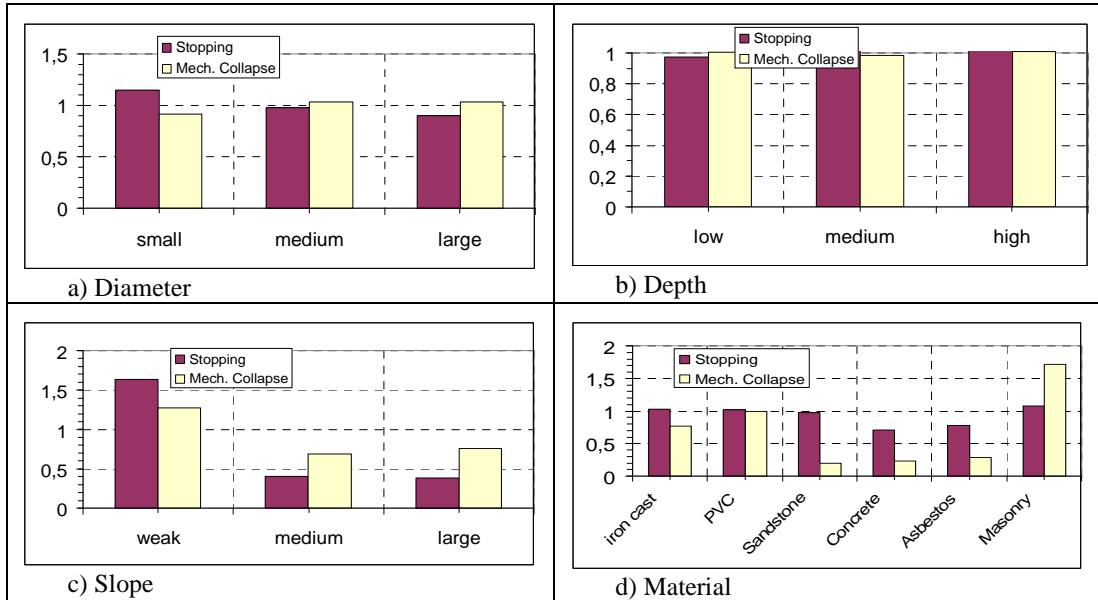 Stopping
Mech. Collapse
1,5
1
0,5
0
small medium large
a) Diameter
Stopping
Mech. Collapse
1
0,8
0,6
0,4
0,2
0
low medium high
b) Depth
Stopping
Mech. Collapse
2
1,5
1
0,5
0
weak medium large
c) Slope
Stopping
Mech. Collapse
2
1,5
1
0,5
0
iron cast PVC Sandstone Concrete Asbestos Masonry
d) Material